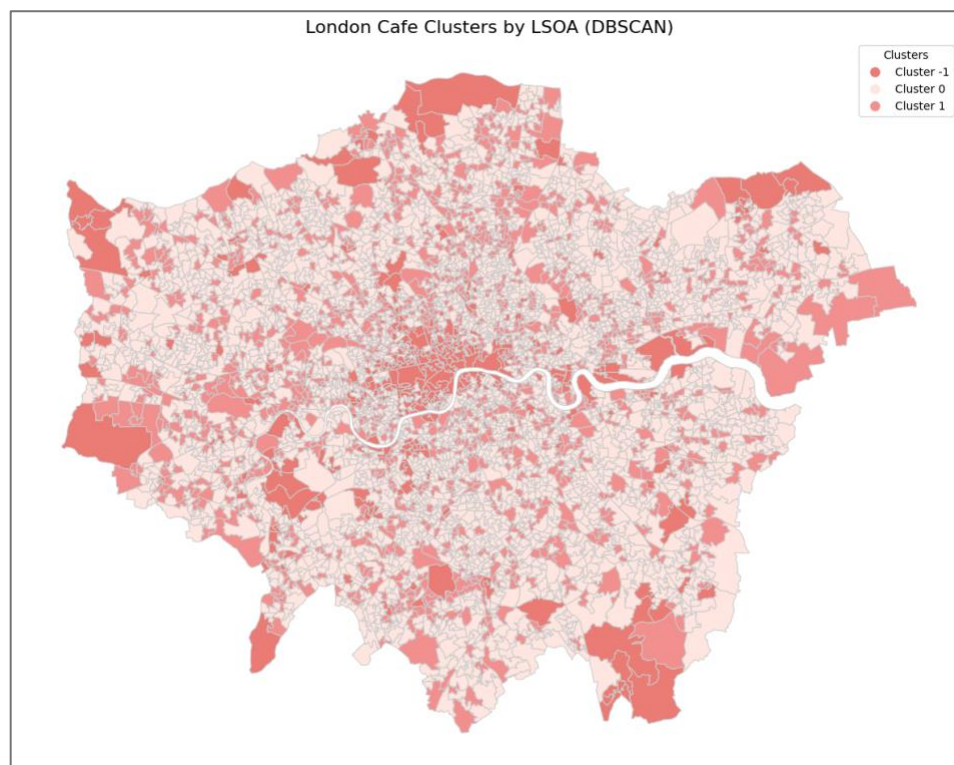 London Cafe Clusters by LSOA (DBSCAN)
Clusters
Cluster -1
Cluster 0
Cluster 1